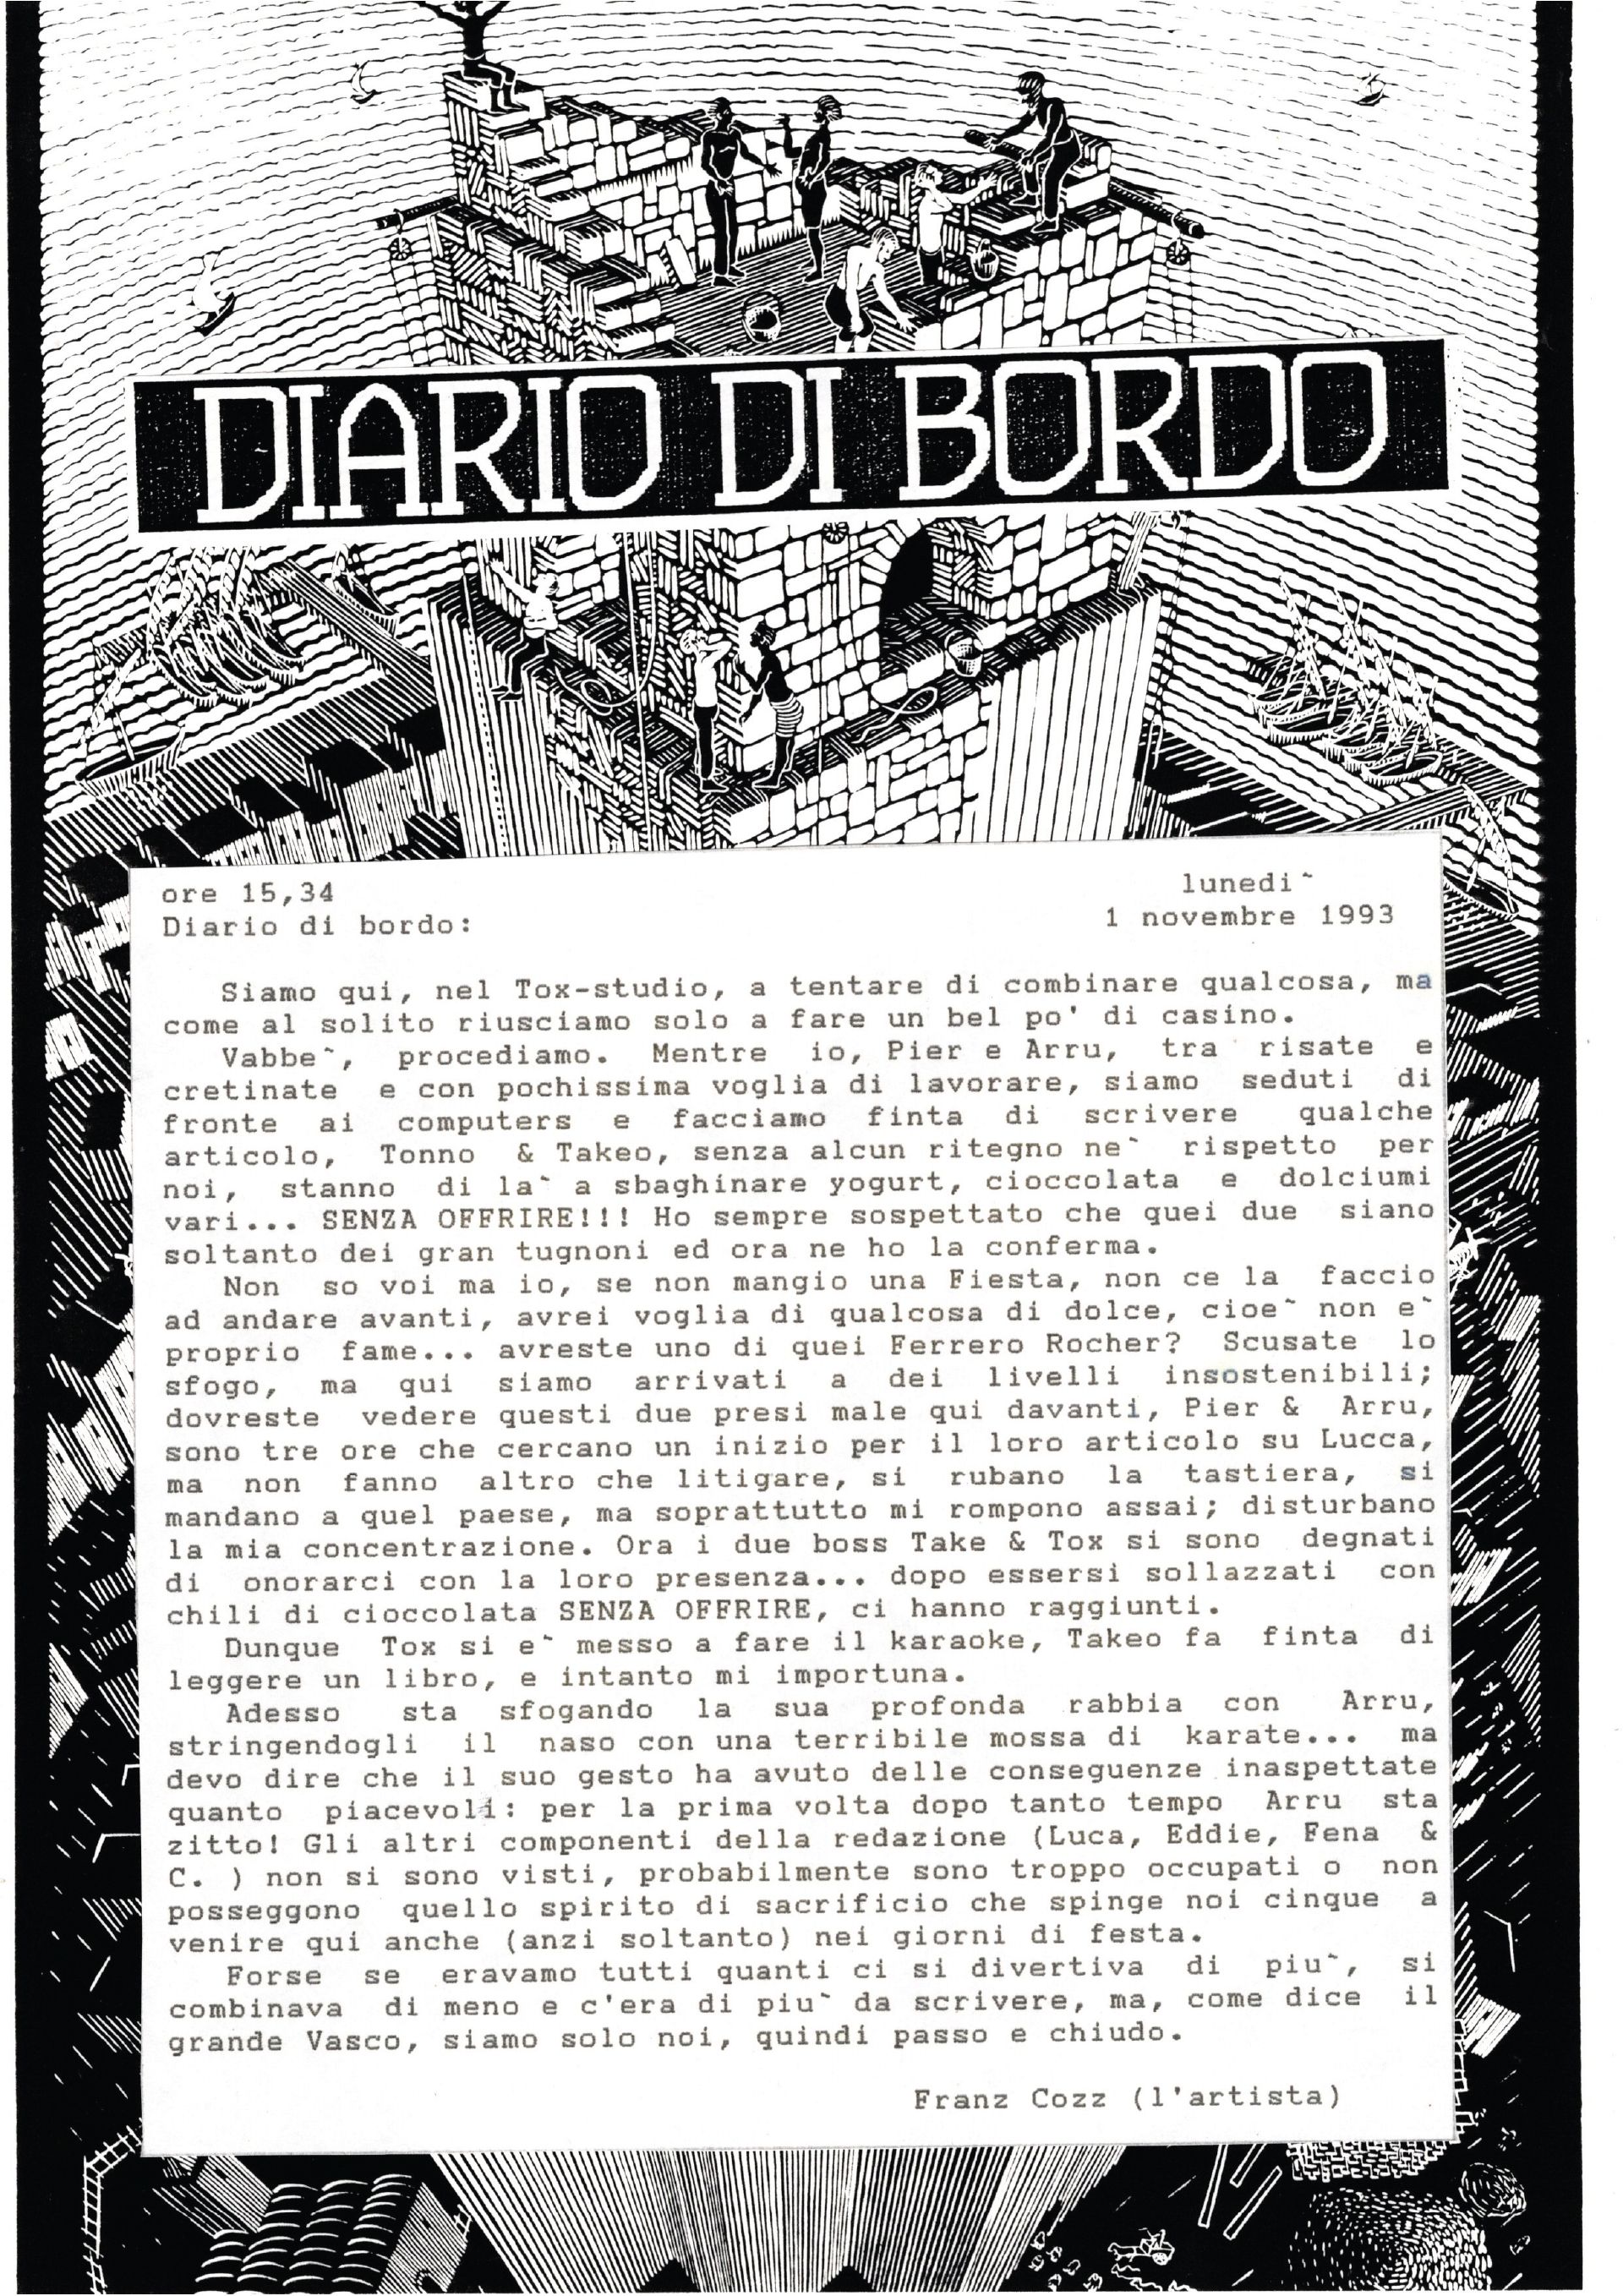 DIARIO DI BORDO
ore 15,34 lunedi`
Diario di bordo: 1 novembre 1993
Siamo qui, nel Tox-studio, a tentare di combinare qualcosa, ma
come al solito riusciamo solo a fare un bel po' di casino.
Vabbe`, procediamo. Mentre io, Pier e Arru, tra risate e
cretinate e con pochissima voglia di lavorare, siamo seduti di
fronte ai computers e facciamo finta di scrivere qualche
articolo, Tonno & Takeo, senza alcun ritegno ne` rispetto per
noi, stanno di la` a sbaghinare yogurt, cioccolata e dolciumi
vari... SENZA OFFRIRE!!! Ho sempre sospettato che quei due siano
soltanto dei gran tugnoni ed ora ne ho la conferma.
Non so voi ma io, se non mangio una Fiesta, non ce la faccio
ad andare avanti, avrei voglia di qualcosa di dolce, cioe` non e`
proprio fame... avreste uno di quei Ferrero Rocher? Scusate lo
sfogo, ma qui siamo arrivati a dei livelli insostenibili;
dovreste vedere questi due presi male qui davanti, Pier & Arru,
sono tre ore che cercano un inizio per il loro articolo su Lucca,
ma non fanno altro che litigare, si rubano la tastiera, si
mandano a quel paese, ma soprattutto mi rompono assai; disturbano
la mia concentrazione. Ora i due boss Take & Tox si sono degnati
di onorarci con la loro presenza... dopo essersi sollazzati con
chili di cioccolata SENZA OFFRIRE, ci hanno raggiunti.
Dunque Tox si e` messo a fare il karaoke, Takeo fa finta di
leggere un libro, e intanto mi importuna.
Adesso sta sfogando la sua profonda rabbia con Arru,
stringendogli il naso con una terribile mossa di karate... ma
devo dire che il suo gesto ha avuto delle conseguenze inaspettate
quanto piacevoli: per la prima volta dopo tanto tempo Arru sta
zitto! Gli altri componenti della redazione (Luca, Eddie, Fena &
C. ) non si sono visti, probabilmente sono troppo occupati o non
posseggono quello spirito di sacrificio che spinge noi cinque a
venire qui anche (anzi soltanto) nei giorni di festa.
Forse se eravamo tutti quanti ci si divertiva di piu`, si
combinava di meno e c'era di piu` da scrivere, ma, come dice il
grande Vasco, siamo solo noi, quindi passo e chiudo.
Franz Cozz (l'artista)